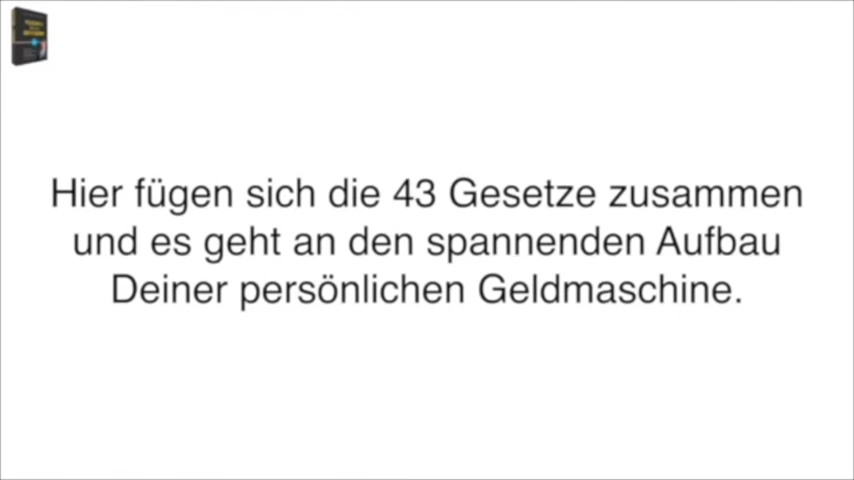 Hier fügen sich die 43 Gesetze zusammen
und es geht an den spannenden Aufbau
Deiner persönlichen Geldmaschine.